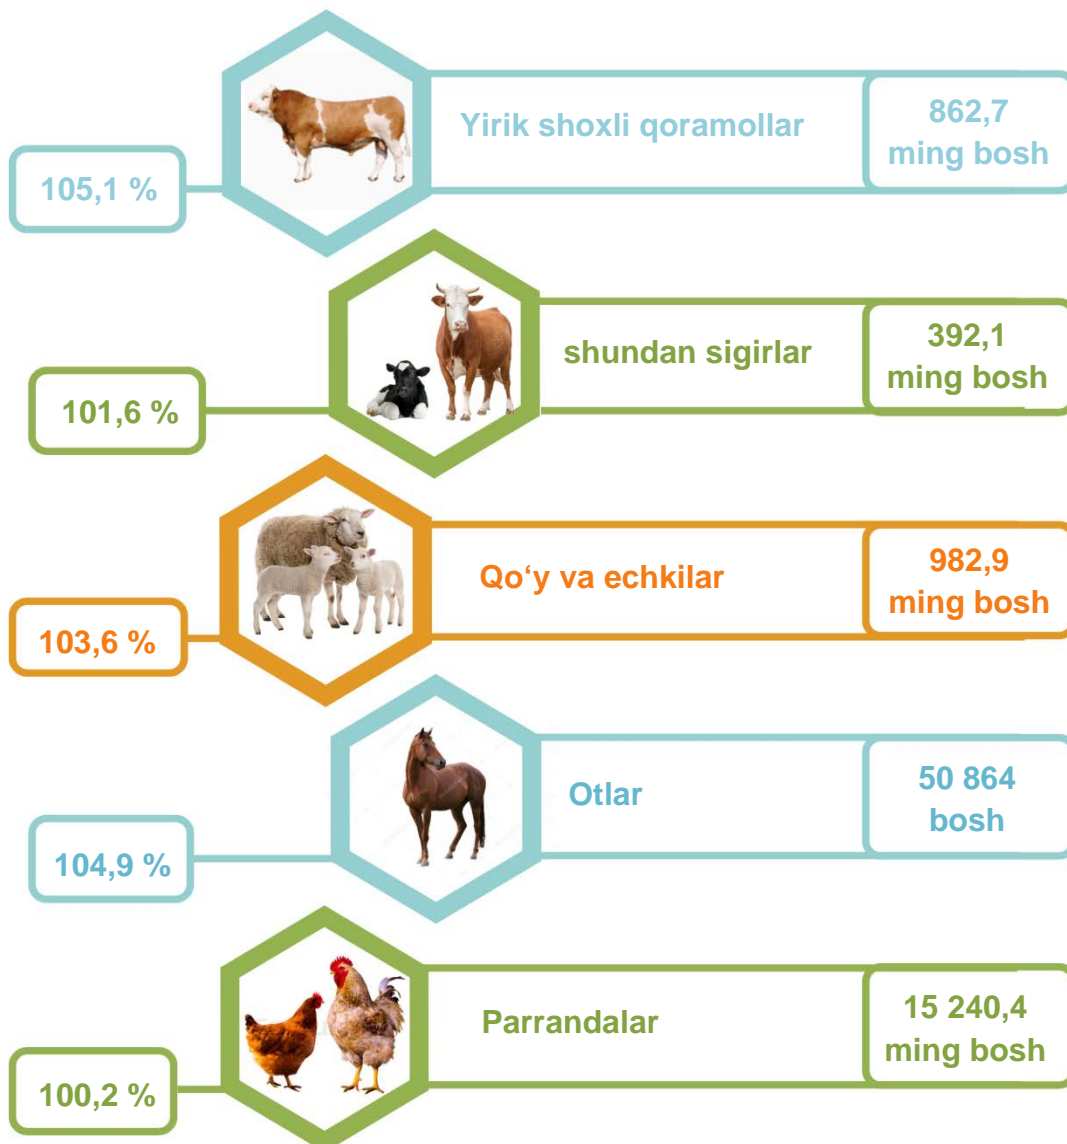 Yirik shoxli qoramollar
862,7
ming bosh
105,1 %
shundan sigirlar
392,1
ming bosh
101,6 %
Qo‘y va echkilar
982,9
ming bosh
103,6 %
Otlar
50 864
bosh
104,9 %
Parrandalar
15 240,4
ming bosh
100,2 %